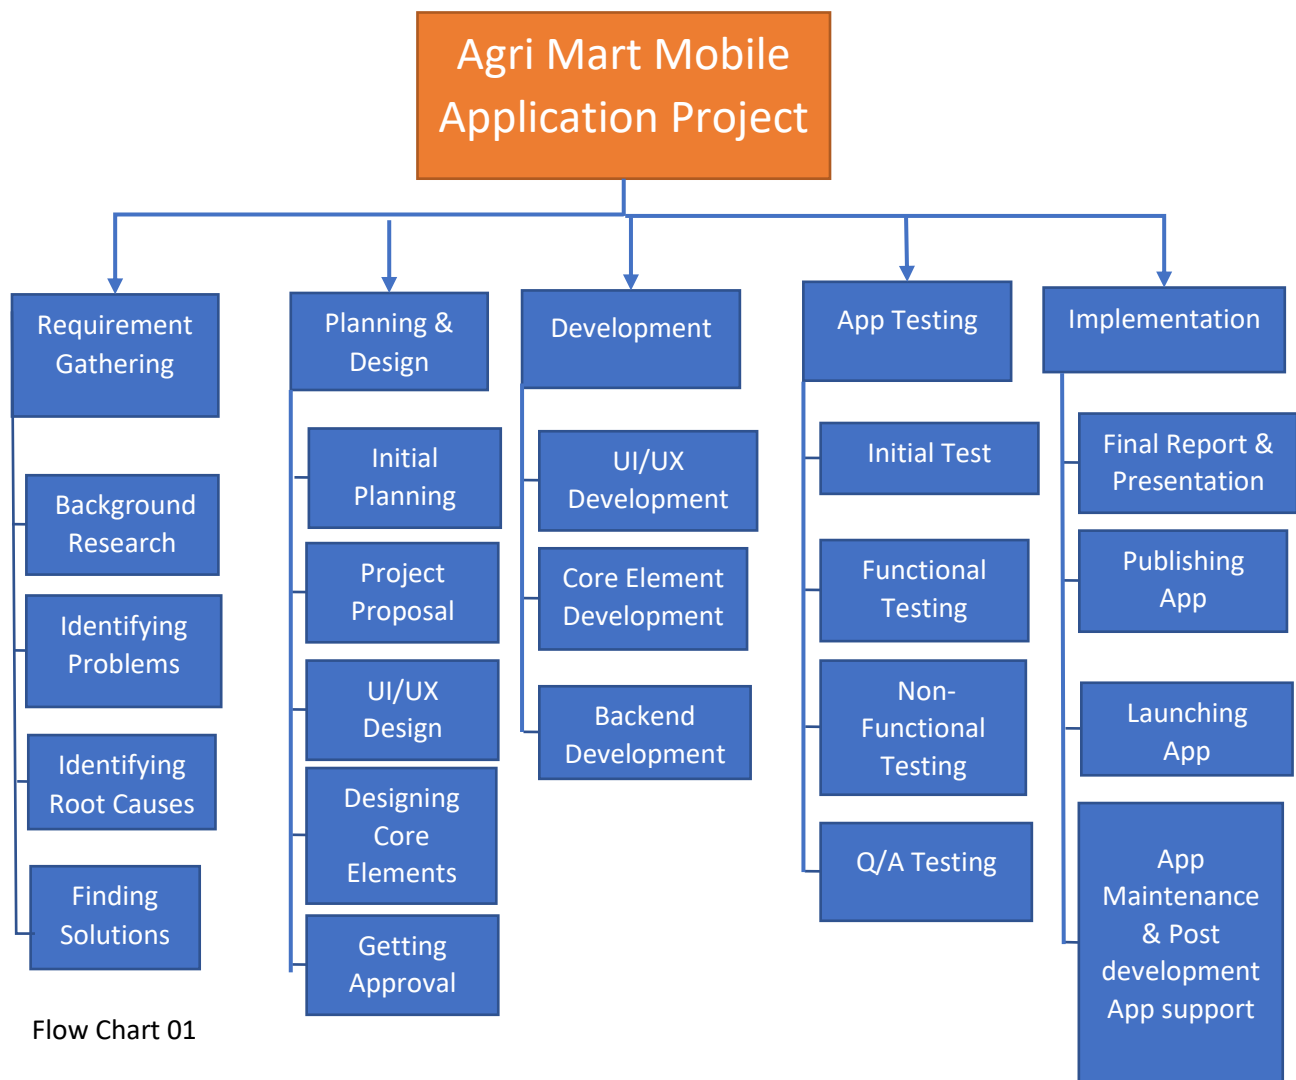 Agri Mart Mobile
Application Project
Requirement
Gathering
Background
Research
Identifying
Problems
Identifying
Root Causes
Finding
Solutions
Planning &
Design
Initial
Planning
Project
Proposal
UI/UX
Design
Designing
Core
Elements
Getting
Approval
Development
UI/UX
Development
Core Element
Development
Backend
Development
App Testing
Initial Test
Functional
Testing
Non-
Functional
Testing
Q/A Testing
Implementation
Final Report &
Presentation
Publishing
App
Launching
App
App
Maintenance
& Post
development
App support
Flow Chart 01